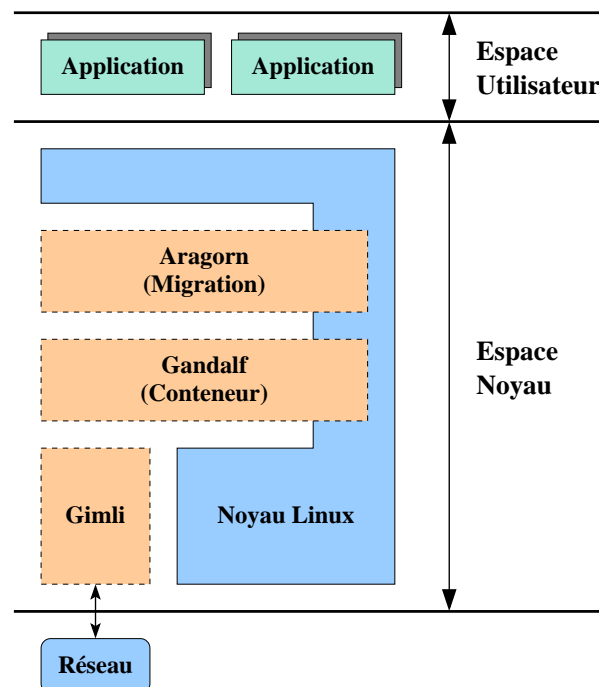 Application
Application
Espace
Utilisateur
Aragorn
(Migration)
Gandalf
(Conteneur)
Espace
Noyau
Gimli
Noyau Linux
Réseau